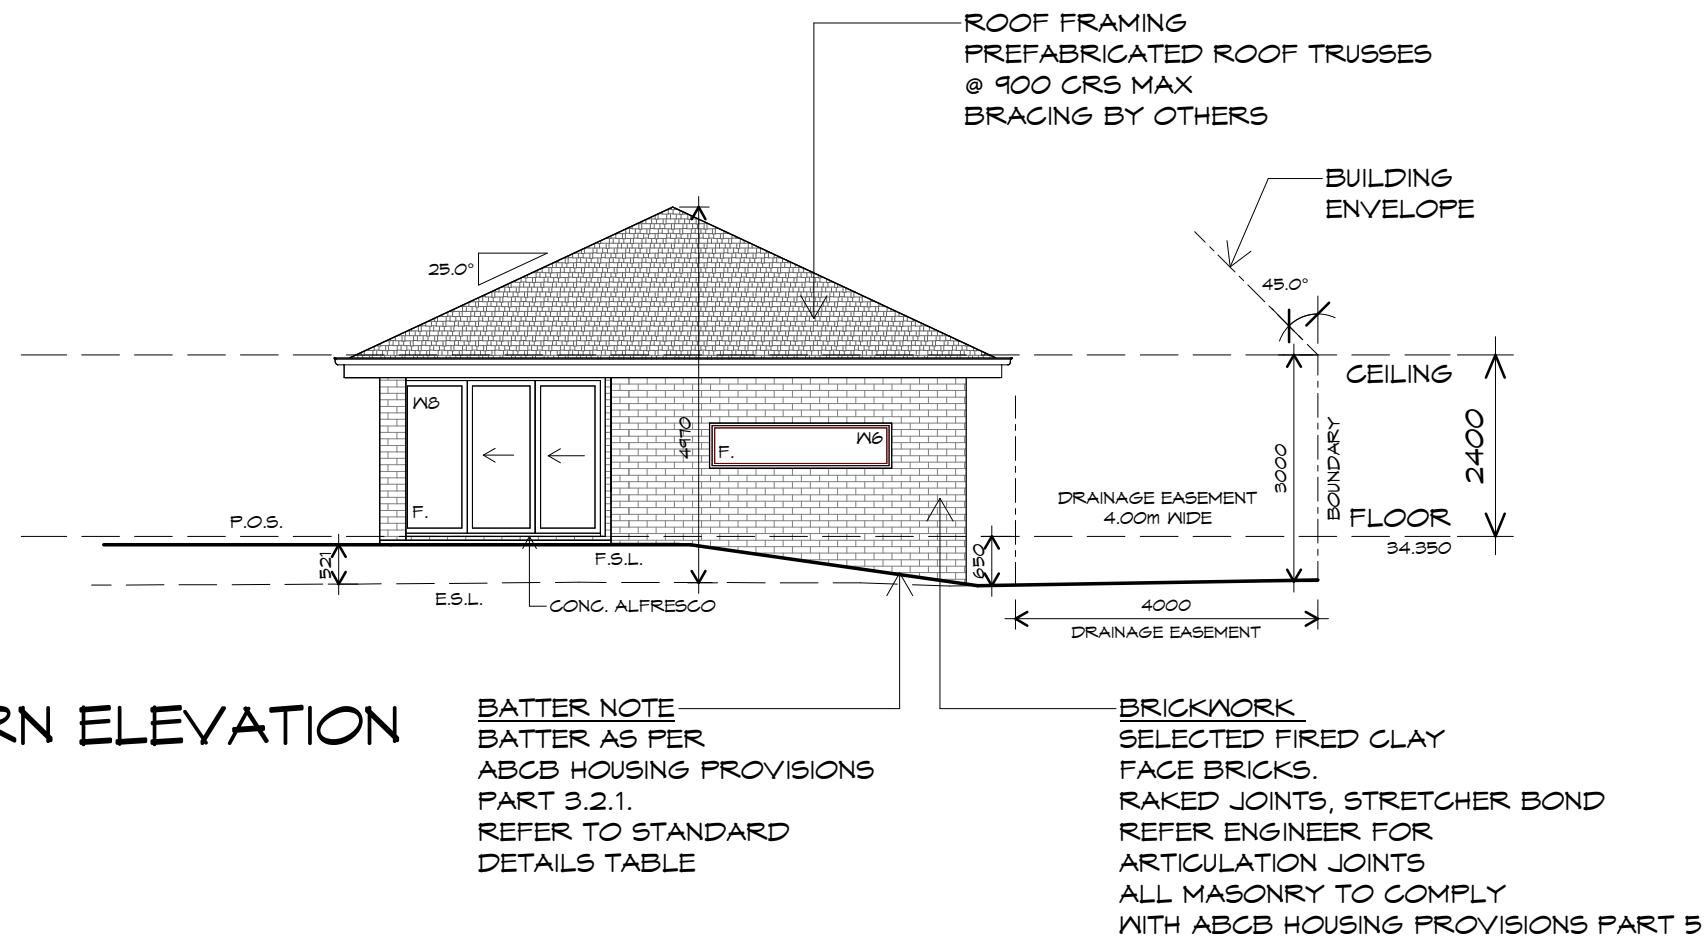 ROOF FRAMING
PREFABRICATED ROOF TRUSSES
@ 900 CRS MAX
BRACING BY OTHERS
BUILDING
ENVELOPE
25.0°
45.0°
CEILING
W8
F.
4970
W6
F.
3000
BOUNDARY
2400
DRAINAGE EASEMENT
4.00m WIDE
P.O.S.
FLOOR
34.350
521
F.S.L.
650
E.S.L.
CONC. ALFRESCO
4000
DRAINAGE EASEMENT
RN ELEVATION
BATTER NOTE
BATTER AS PER
ABCB HOUSING PROVISIONS
PART 3.2.1.
REFER TO STANDARD
DETAILS TABLE
BRICKWORK
SELECTED FIRED CLAY
FACE BRICKS.
RAKED JOINTS, STRETCHER BOND
REFER ENGINEER FOR
ARTICULATION JOINTS
ALL MASONRY TO COMPLY
WITH ABCB HOUSING PROVISIONS PART 5